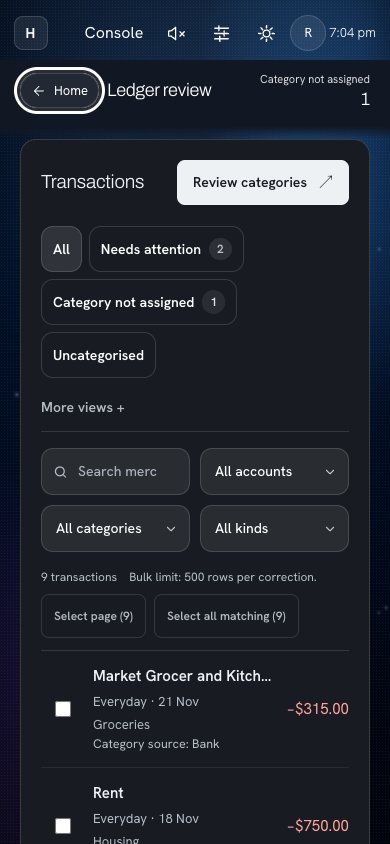 H Console R 7:04 pm
← Home Ledger review Category not assigned 1
Transactions Review categories ↗
All Needs attention 2
Category not assigned 1
Uncategorised
More views +
Search merc All accounts
All categories All kinds
9 transactions Bulk limit: 500 rows per correction.
Select page (9) Select all matching (9)
Market Grocer and Kitch...
Everyday · 21 Nov
Groceries
Category source: Bank
−$315.00
Rent
Everyday · 18 Nov
−$750.00
Housing